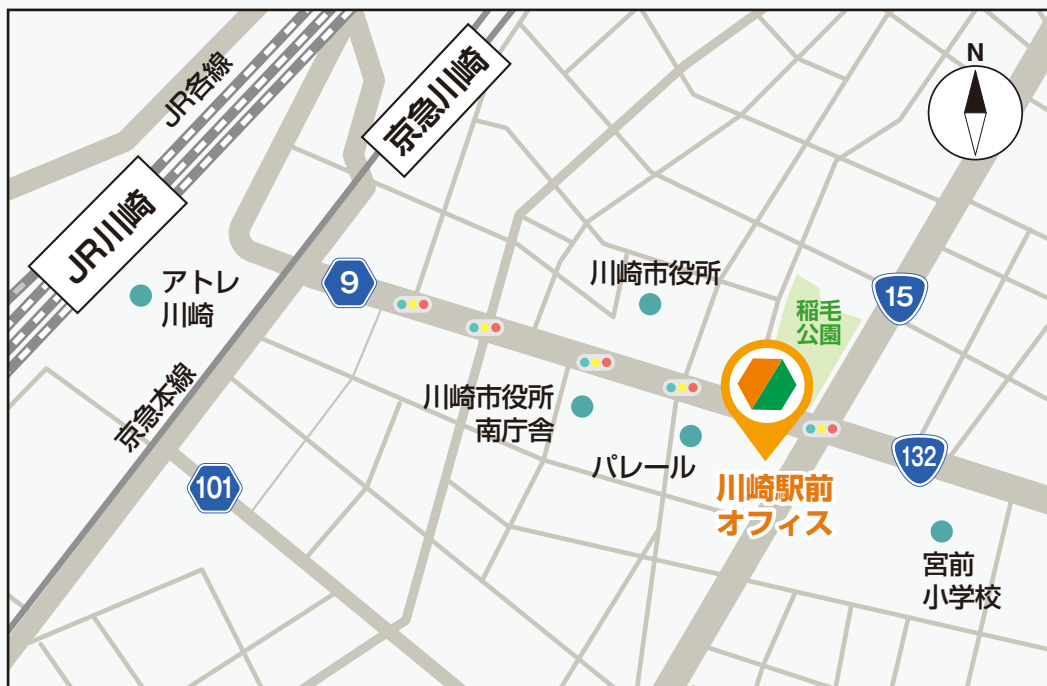 JR各線
京急川崎
N
JR川崎
アトレ
川崎
9
川崎市役所
15
稲毛
公園
京急本線
川崎市役所
南庁舎
パレール
132
101
川崎駅前
オフィス
宮前
小学校